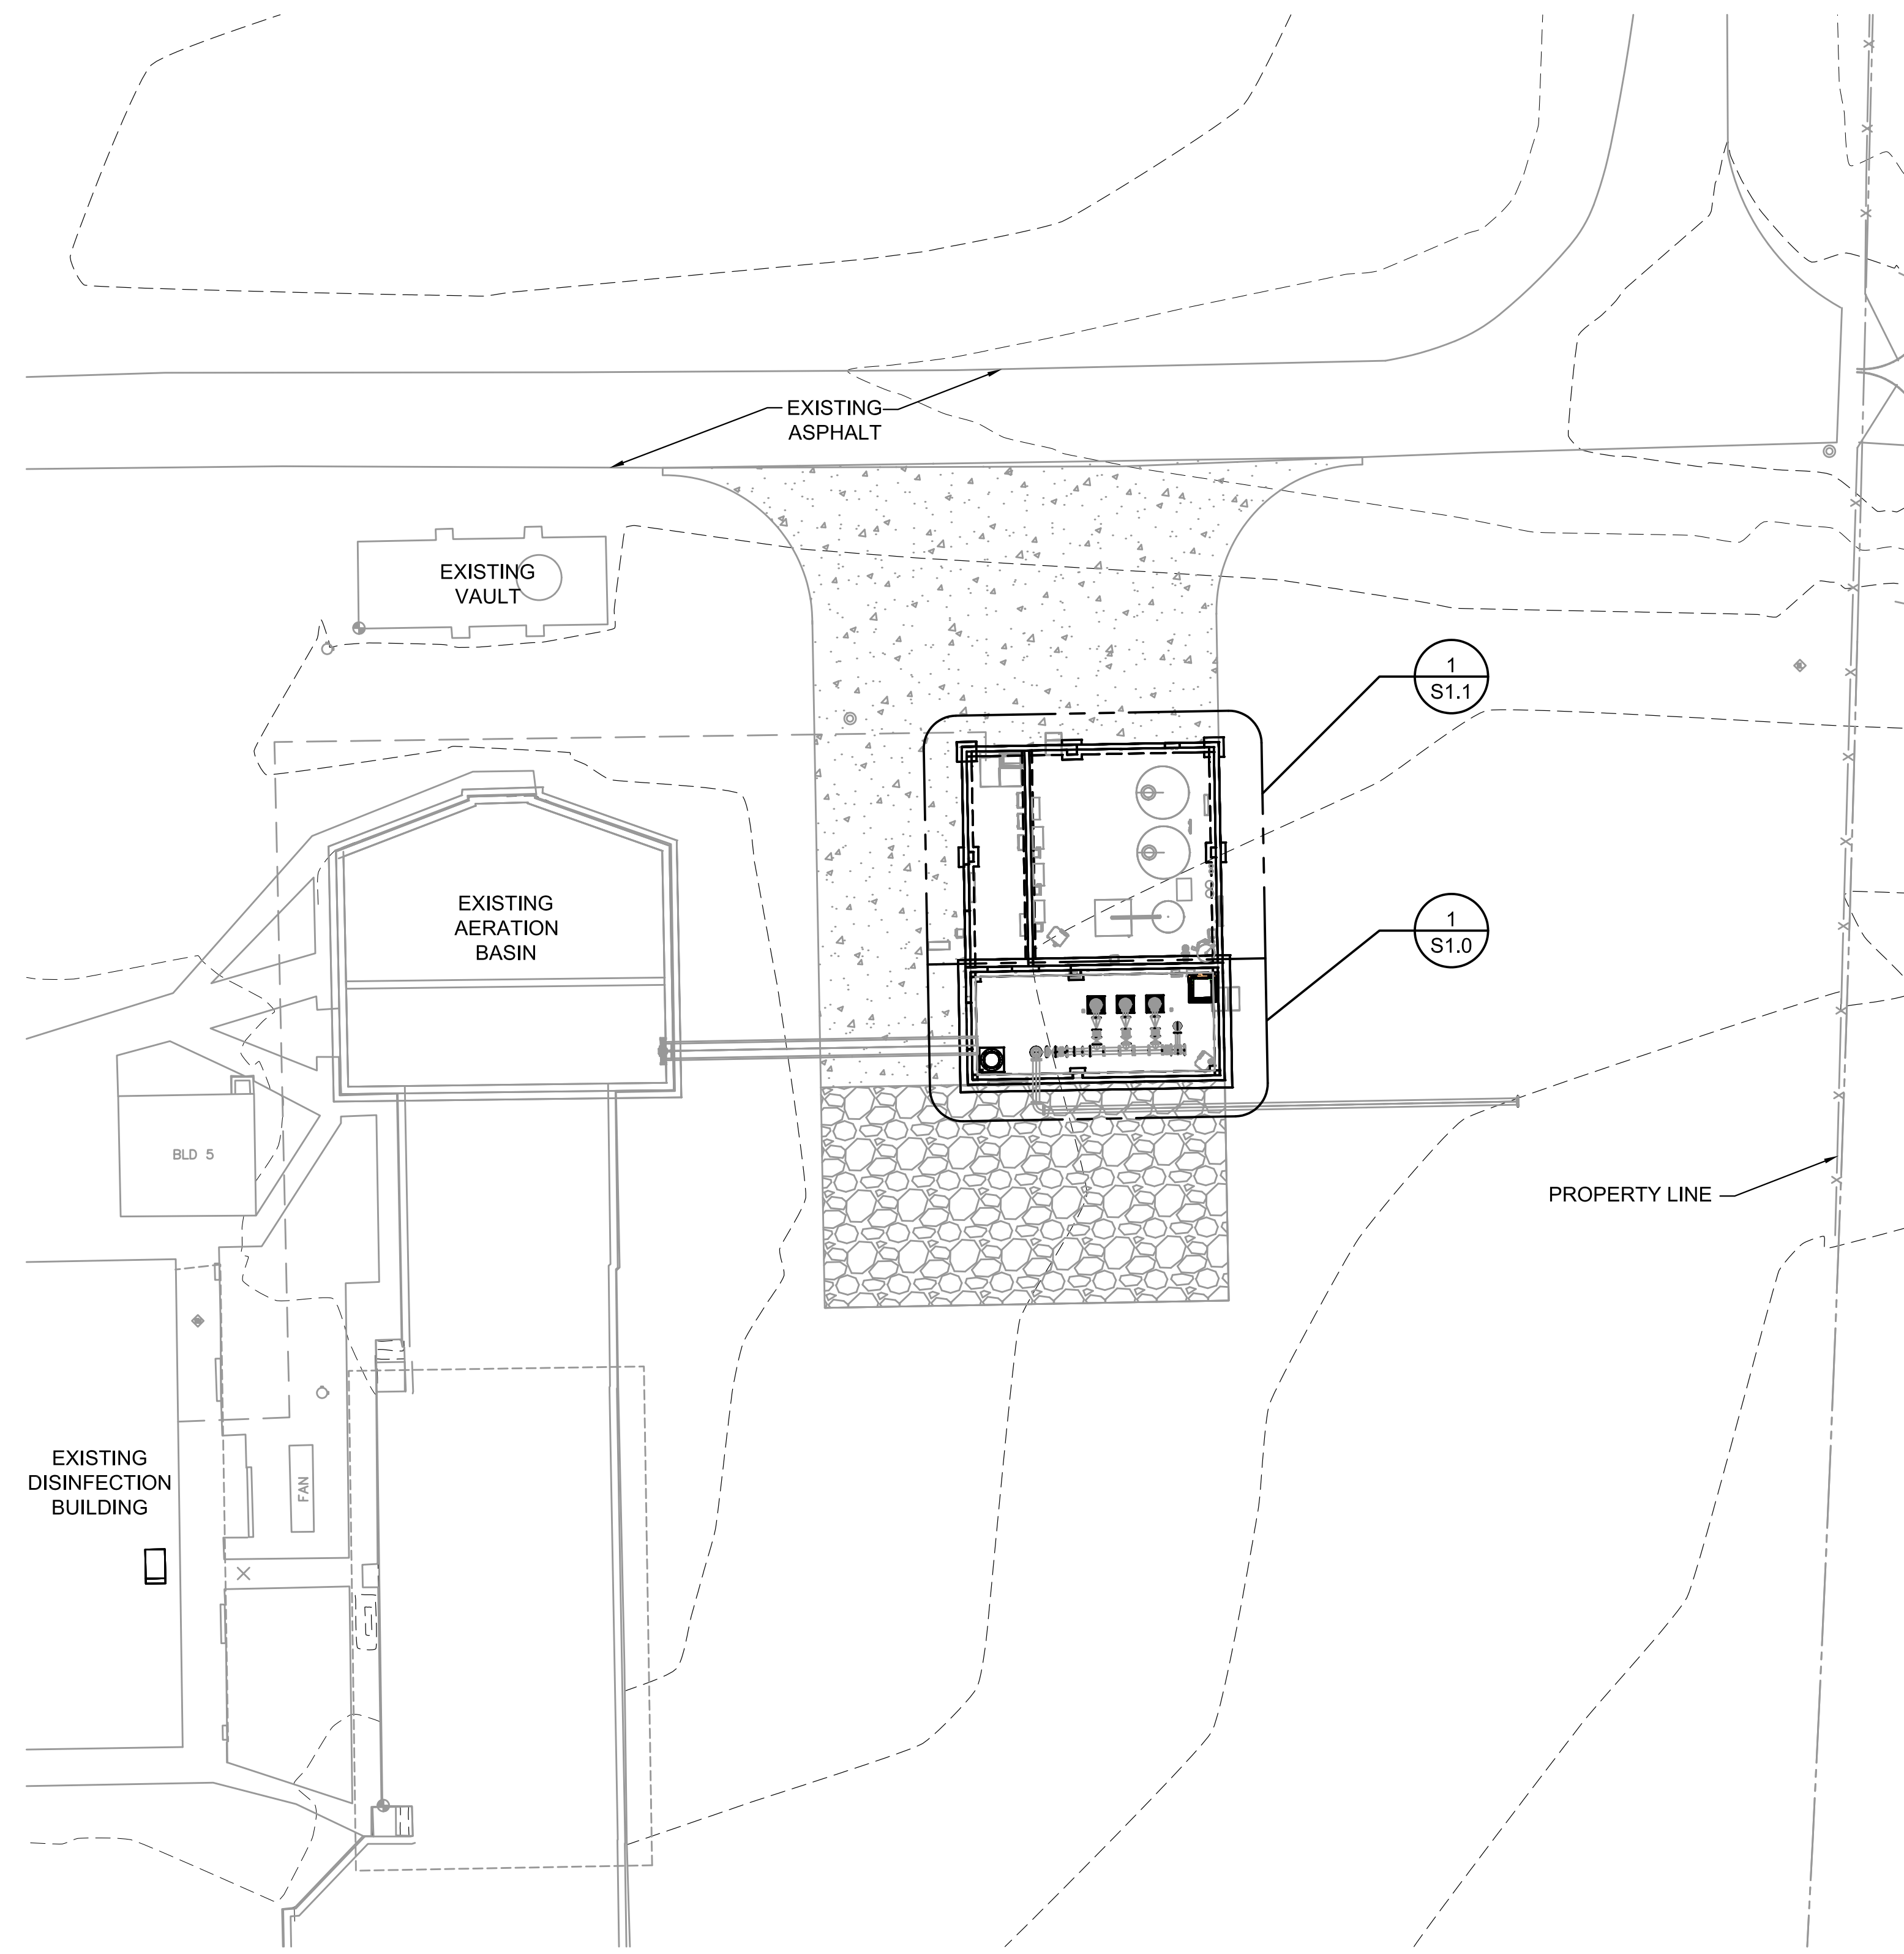 EXISTING
ASPHALT
EXISTING
VAULT
1
S1.1
EXISTING
AERATION
BASIN
1
S1.0
BLD 5
PROPERTY LINE
EXISTING
DISINFECTION
BUILDING
FAN